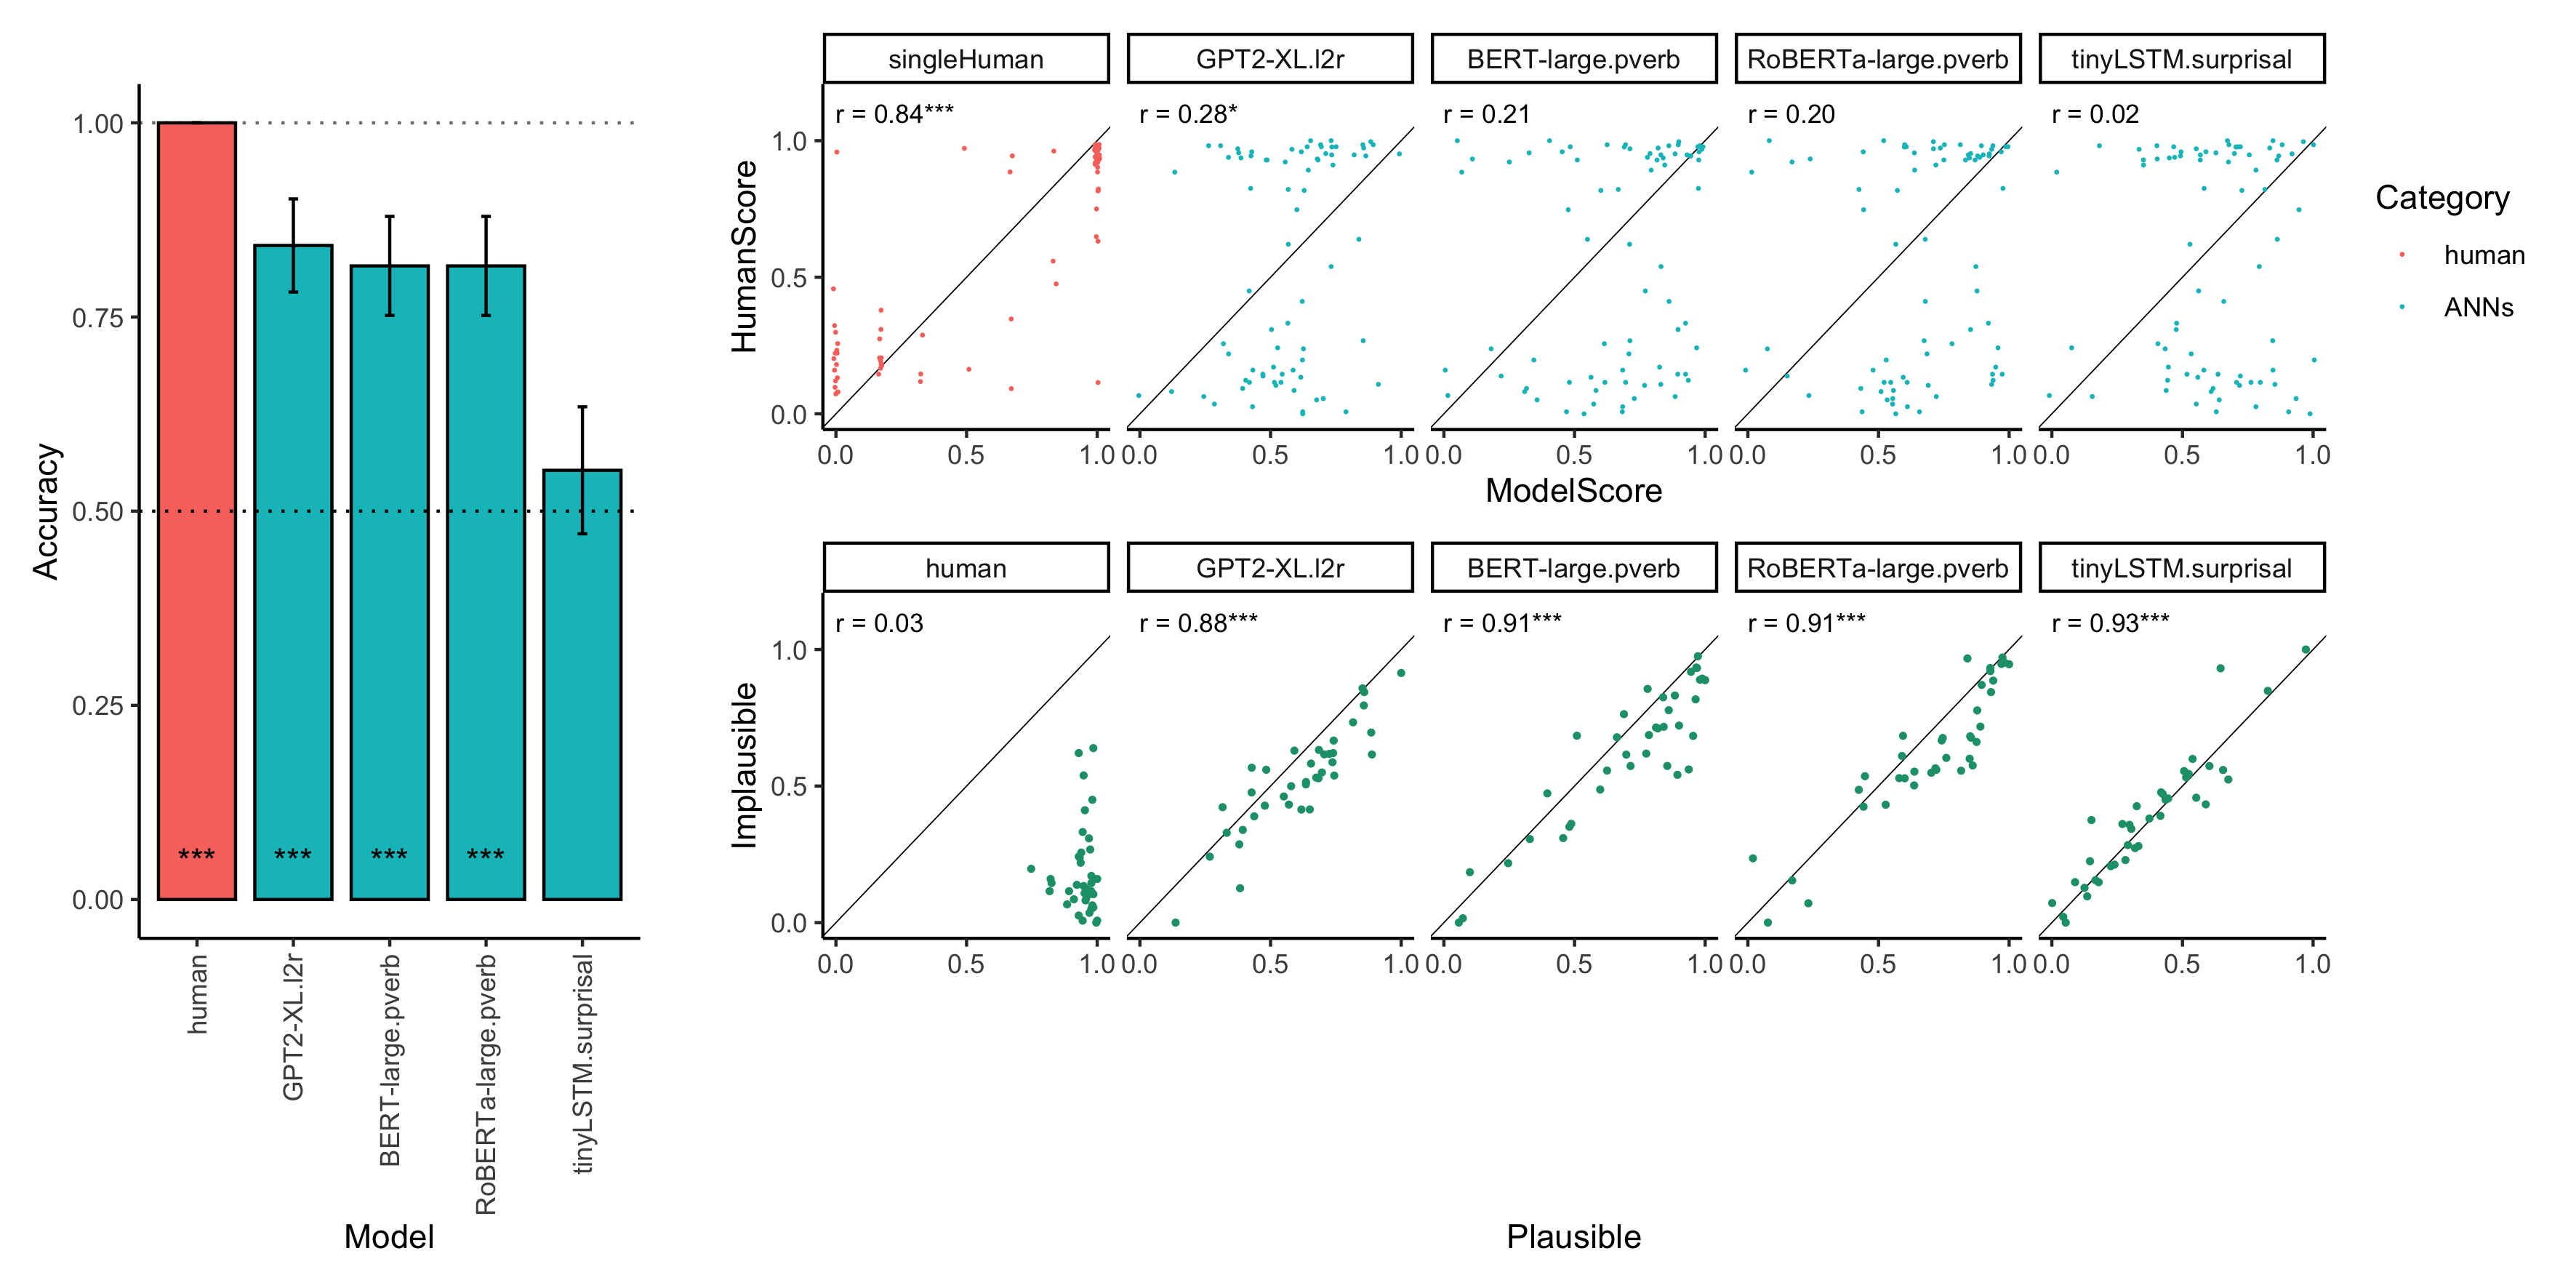 Accuracy
1.00
0.75
0.50
0.25
0.00
*** *** *** ***
human
GPT2-XL.l2r
BERT-large.pverb
RoBERTa-large.pverb
tinyLSTM.surprisal
Model
singleHuman GPT2-XL.l2r BERT-large.pverb RoBERTa-large.pverb tinyLSTM.surprisal
r = 0.84*** r = 0.28* r = 0.21 r = 0.20 r = 0.02
HumanScore
1.0
0.5
0.0
0.0 0.5 1.0 0.0 0.5 1.0 0.0 0.5 1.0 0.0 0.5 1.0 0.0 0.5 1.0
ModelScore
Category
human
ANNs
human GPT2-XL.l2r BERT-large.pverb RoBERTa-large.pverb tinyLSTM.surprisal
r = 0.03 r = 0.88*** r = 0.91*** r = 0.91*** r = 0.93***
Implausible
1.0
0.5
0.0
0.0 0.5 1.0 0.0 0.5 1.0 0.0 0.5 1.0 0.0 0.5 1.0 0.0 0.5 1.0
Plausible